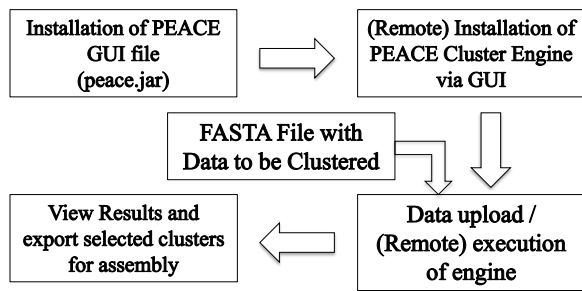 Installation of PEACE
GUI file
(peace.jar)
(Remote) Installation of
PEACE Cluster Engine
via GUI
FASTA File with
Data to be Clustered
Data upload /
(Remote) execution
of engine
View Results and
export selected clusters
for assembly